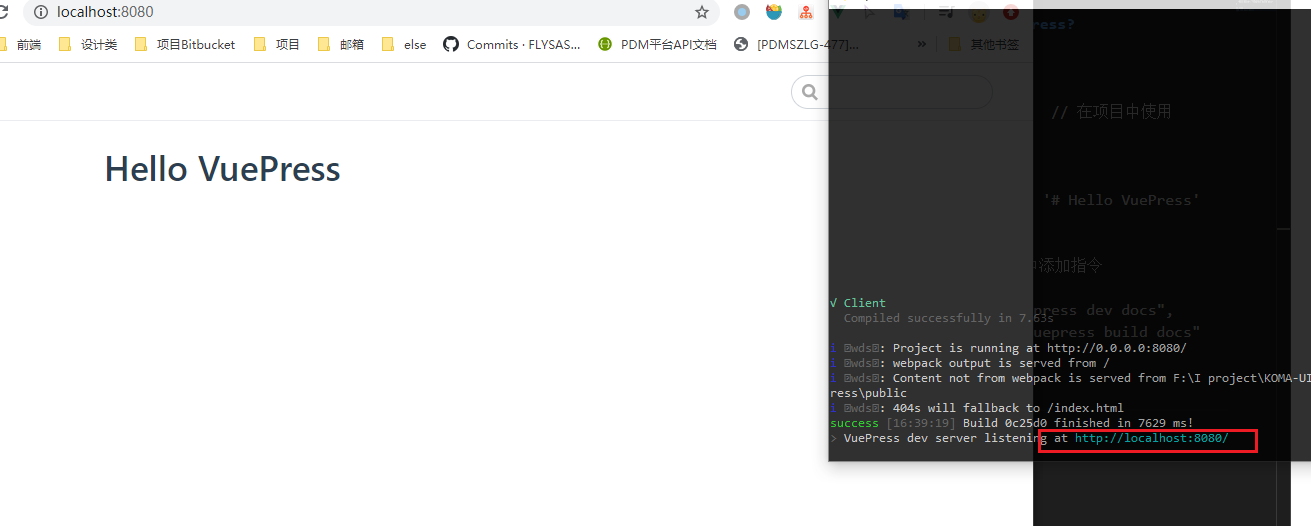 localhost:8080
前端 设计类 项目Bitbucket 项目 邮箱 else Commits · FLYSAS... PDM平台API文档 [PDMSZLG-477]... » 其他书签
Hello VuePress
ress?
// 在项目中使用
'# Hello VuePress'
中添加指令
press dev docs",
uepress build docs"
√ Client
Compiled successfully in 7.63s
i ｢wds｣: Project is running at http://0.0.0.0:8080/
i ｢wds｣: webpack output is served from /
i ｢wds｣: Content not from webpack is served from F:\I project\KOMA-UI
ress\public
i ｢wds｣: 404s will fallback to /index.html
success [16:39:19] Build 0c25d0 finished in 7629 ms!
> VuePress dev server listening at http://localhost:8080/